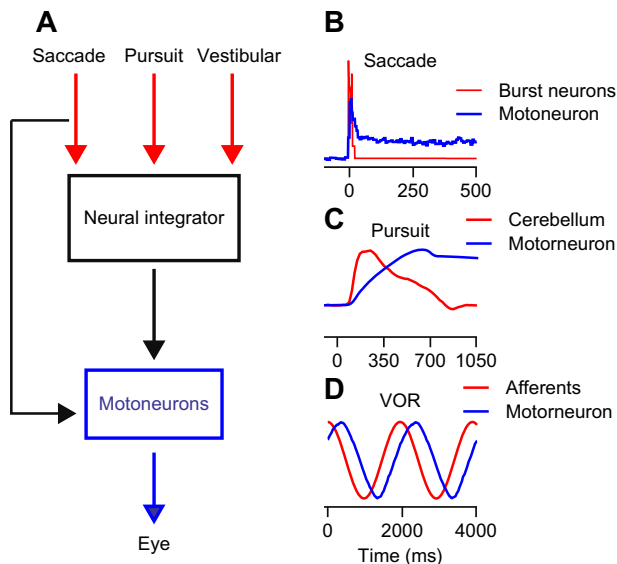 A
Saccade Pursuit Vestibular
Neural integrator
Motoneurons
Eye
B
Saccade
Burst neurons
Motoneuron
0 250 500
C
Pursuit
Cerebellum
Motorneuron
0 350 700 1050
D
VOR
Afferents
Motorneuron
0 2000 4000
Time (ms)